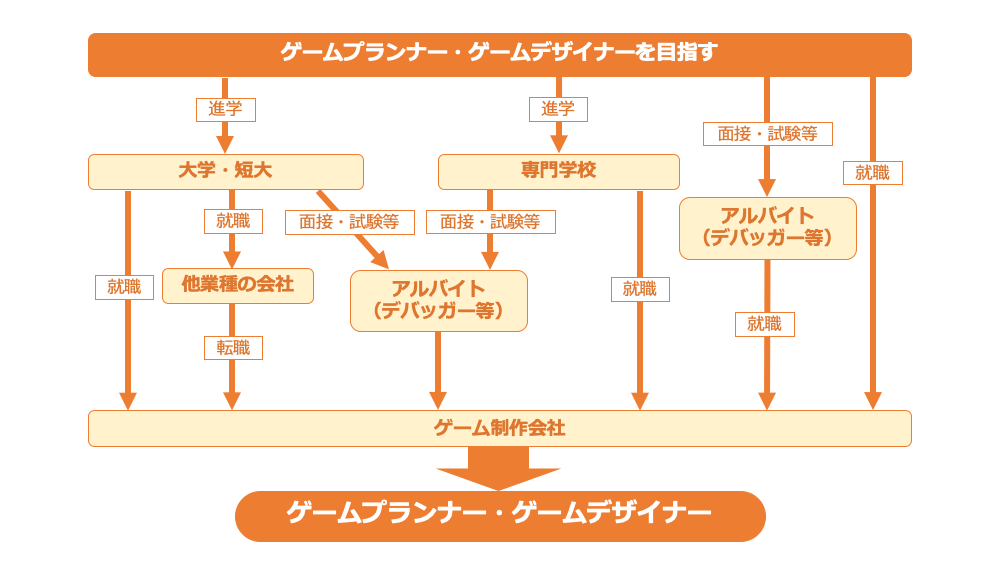 ゲームプランナー・ゲームデザイナーを目指す
進学
進学
面接・試験等
就職
大学・短大
専門学校
アルバイト
（デバッガー等）
就職
面接・試験等
面接・試験等
就職
他業種の会社
アルバイト
（デバッガー等）
就職
就職
転職
ゲーム制作会社
ゲームプランナー・ゲームデザイナー